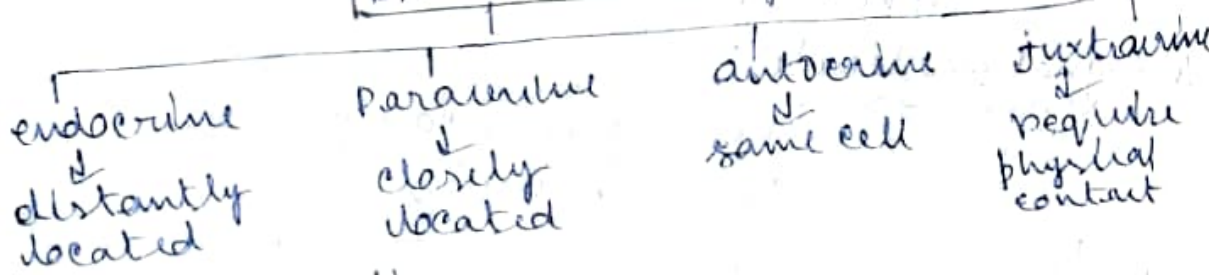 endocrine
↓
distantly
located
Paracrine
↓
closely
located
autocrine
↓
same cell
Juxtacrine
↓
require
physical
contact